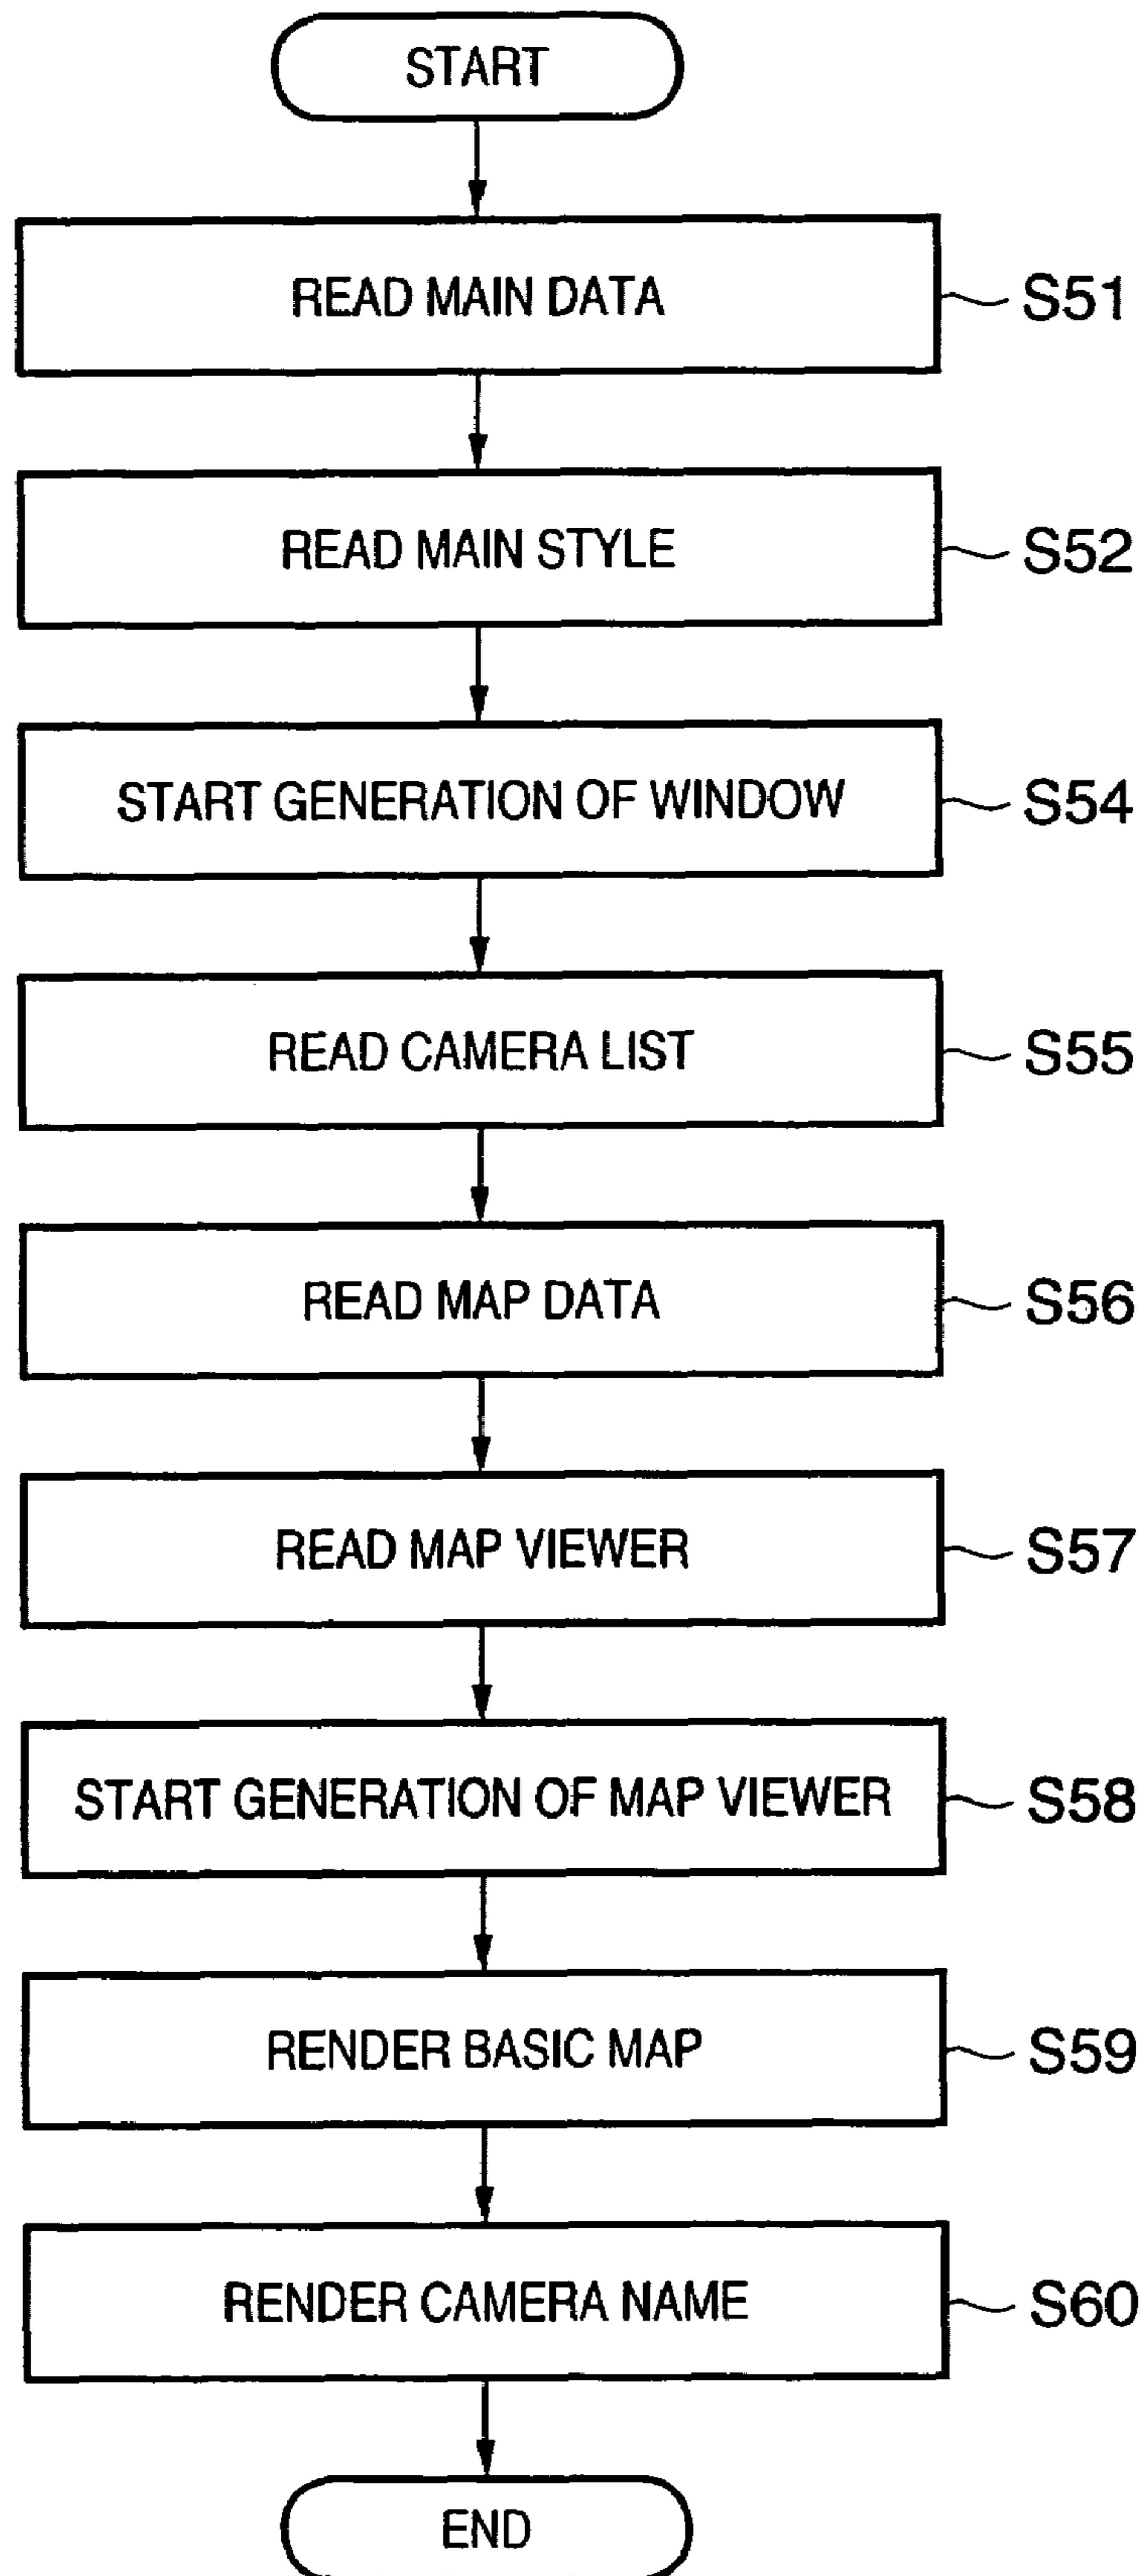 START
READ MAIN DATA
S51
READ MAIN STYLE
S52
START GENERATION OF WINDOW
S54
READ CAMERA LIST
S55
READ MAP DATA
S56
READ MAP VIEWER
S57
START GENERATION OF MAP VIEWER
S58
RENDER BASIC MAP
S59
RENDER CAMERA NAME
S60
END